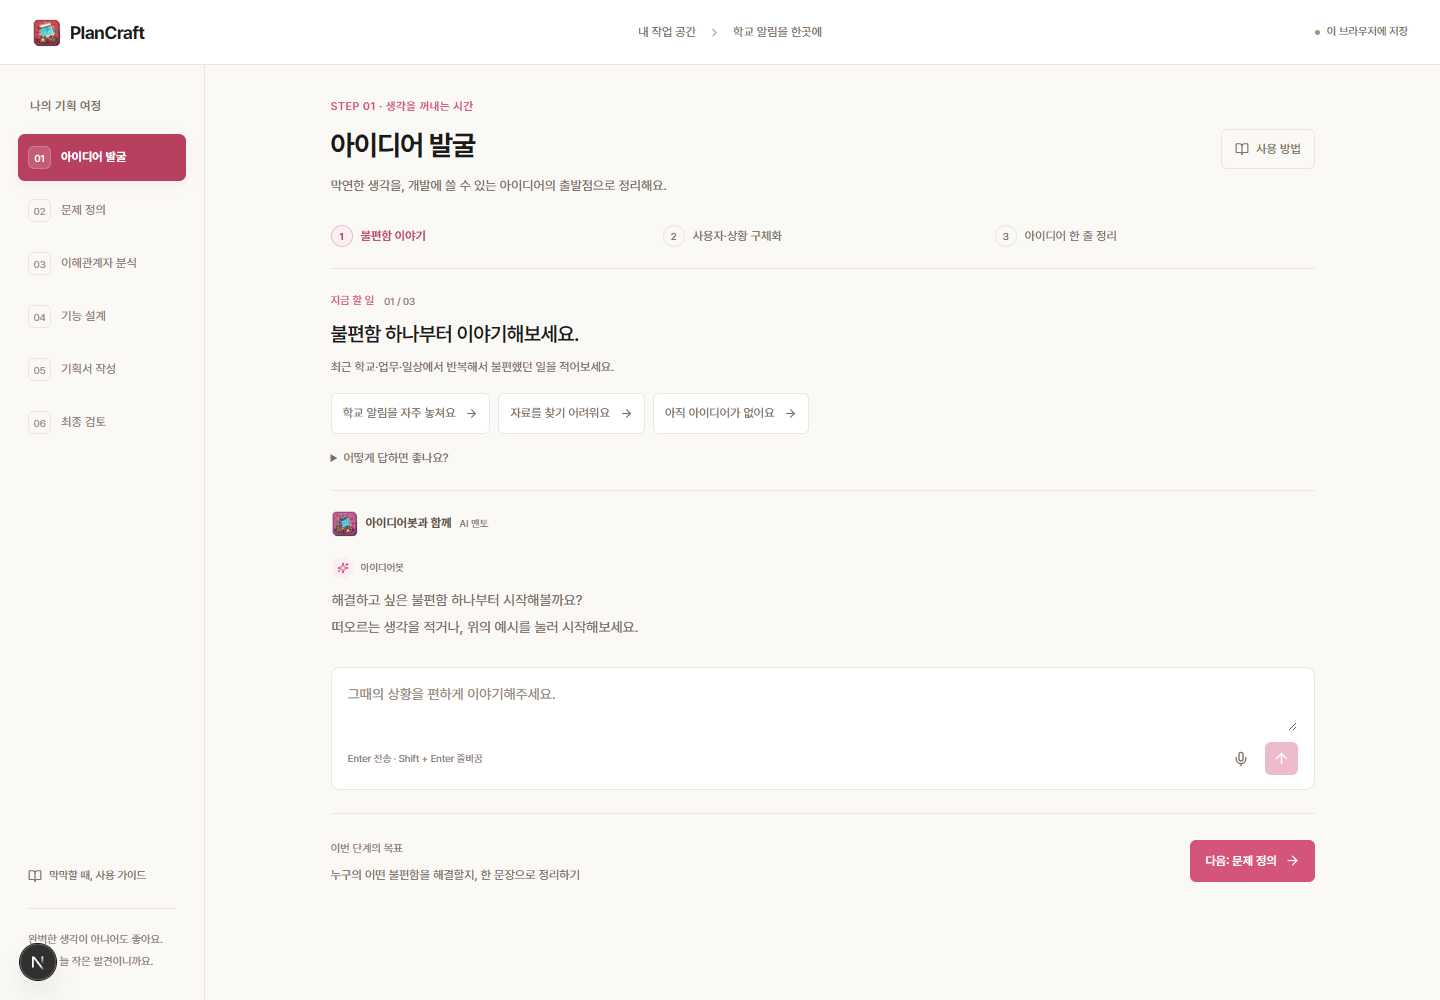 PlanCraft
내 작업 공간 > 학교 알림을 한곳에
이 브라우저에 저장
나의 기획 여정
01 아이디어 발굴
02 문제 정의
03 이해관계자 분석
04 기능 설계
05 기획서 작성
06 최종 검토
막막할 때, 사용 가이드
완벽한 생각이 아니어도 좋아요.
늘 작은 발견이니까요.
N
STEP 01 · 생각을 꺼내는 시간
아이디어 발굴
사용 방법
막연한 생각을, 개발에 쓸 수 있는 아이디어의 출발점으로 정리해요.
1 불편함 이야기
2 사용자·상황 구체화
3 아이디어 한 줄 정리
지금 할 일 01 / 03
불편함 하나부터 이야기해보세요.
최근 학교·업무·일상에서 반복해서 불편했던 일을 적어보세요.
학교 알림을 자주 놓쳐요 →
자료를 찾기 어려워요 →
아직 아이디어가 없어요 →
▶ 어떻게 답하면 좋나요?
아이디어봇과 함께 AI 멘토
아이디어봇
해결하고 싶은 불편함 하나부터 시작해볼까요?
떠오르는 생각을 적거나, 위의 예시를 눌러 시작해보세요.
그때의 상황을 편하게 이야기해주세요.
Enter 전송 · Shift + Enter 줄바꿈
이번 단계의 목표
누구의 어떤 불편함을 해결할지, 한 문장으로 정리하기
다음: 문제 정의 →